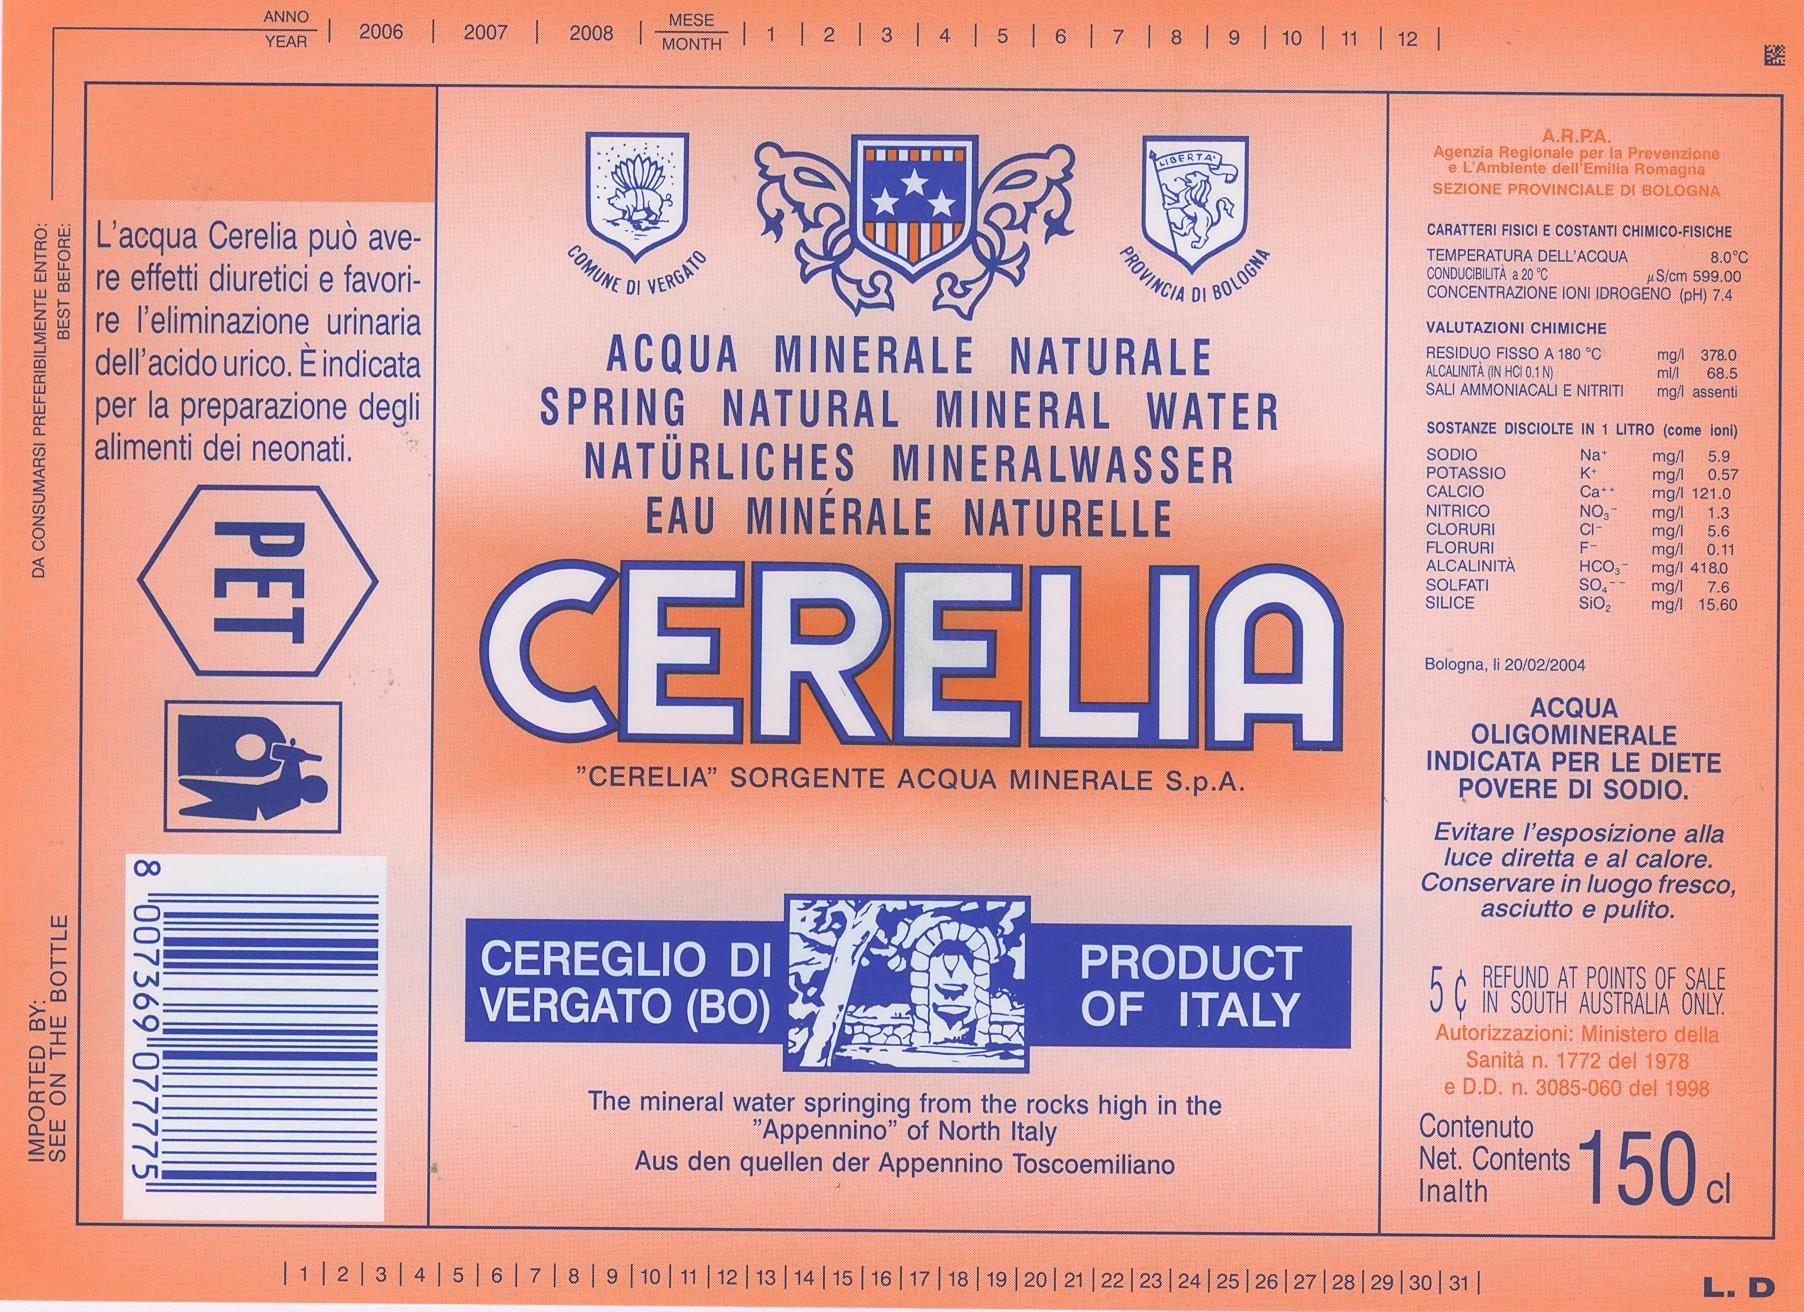 ANNO
YEAR
2006 2007 2008
MESE
MONTH
1 2 3 4 5 6 7 8 9 10 11 12
DA CONSUMARSI PREFERIBILMENTE ENTRO:
BEST BEFORE:
IMPORTED BY:
SEE ON THE BOTTLE
L'acqua Cerelia può ave-
re effetti diuretici e favori-
re l'eliminazione urinaria
dell'acido urico. È indicata
per la preparazione degli
alimenti dei neonati.
PET
8 007369 077775
COMUNE DI VERGATO
LIBERTA'
PROVINCIA DI BOLOGNA
ACQUA MINERALE NATURALE
SPRING NATURAL MINERAL WATER
NATÜRLICHES MINERALWASSER
EAU MINÉRALE NATURELLE
CERELIA
"CERELIA" SORGENTE ACQUA MINERALE S.p.A.
CEREGLIO DI
VERGATO (BO)
PRODUCT
OF ITALY
The mineral water springing from the rocks high in the
"Appennino" of North Italy
Aus den quellen der Appennino Toscoemiliano
A.R.P.A.
Agenzia Regionale per la Prevenzione
e L'Ambiente dell'Emilia Romagna
SEZIONE PROVINCIALE DI BOLOGNA
CARATTERI FISICI E COSTANTI CHIMICO-FISICHE
TEMPERATURA DELL'ACQUA 8.0°C
CONDUCIBILITÀ a 20 °C µS/cm 599.00
CONCENTRAZIONE IONI IDROGENO (pH) 7.4
VALUTAZIONI CHIMICHE
RESIDUO FISSO A 180 °C mg/l 378.0
ALCALINITÀ (IN HCl 0.1 N) ml/l 68.5
SALI AMMONIACALI E NITRITI mg/l assenti
SOSTANZE DISCIOLTE IN 1 LITRO (come ioni)
SODIO Na⁺ mg/l 5.9
POTASSIO K⁺ mg/l 0.57
CALCIO Ca⁺⁺ mg/l 121.0
NITRICO NO₃⁻ mg/l 1.3
CLORURI Cl⁻ mg/l 5.6
FLORURI F⁻ mg/l 0.11
ALCALINITÀ HCO₃⁻ mg/l 418.0
SOLFATI SO₄⁻⁻ mg/l 7.6
SILICE SiO₂ mg/l 15.60
Bologna, li 20/02/2004
ACQUA
OLIGOMINERALE
INDICATA PER LE DIETE
POVERE DI SODIO.
Evitare l'esposizione alla
luce diretta e al calore.
Conservare in luogo fresco,
asciutto e pulito.
5 ¢ REFUND AT POINTS OF SALE
IN SOUTH AUSTRALIA ONLY.
Autorizzazioni: Ministero della
Sanità n. 1772 del 1978
e D.D. n. 3085-060 del 1998
Contenuto
Net. Contents
Inalth
150 cl
1 2 3 4 5 6 7 8 9 10 11 12 13 14 15 16 17 18 19 20 21 22 23 24 25 26 27 28 29 30 31
L. D